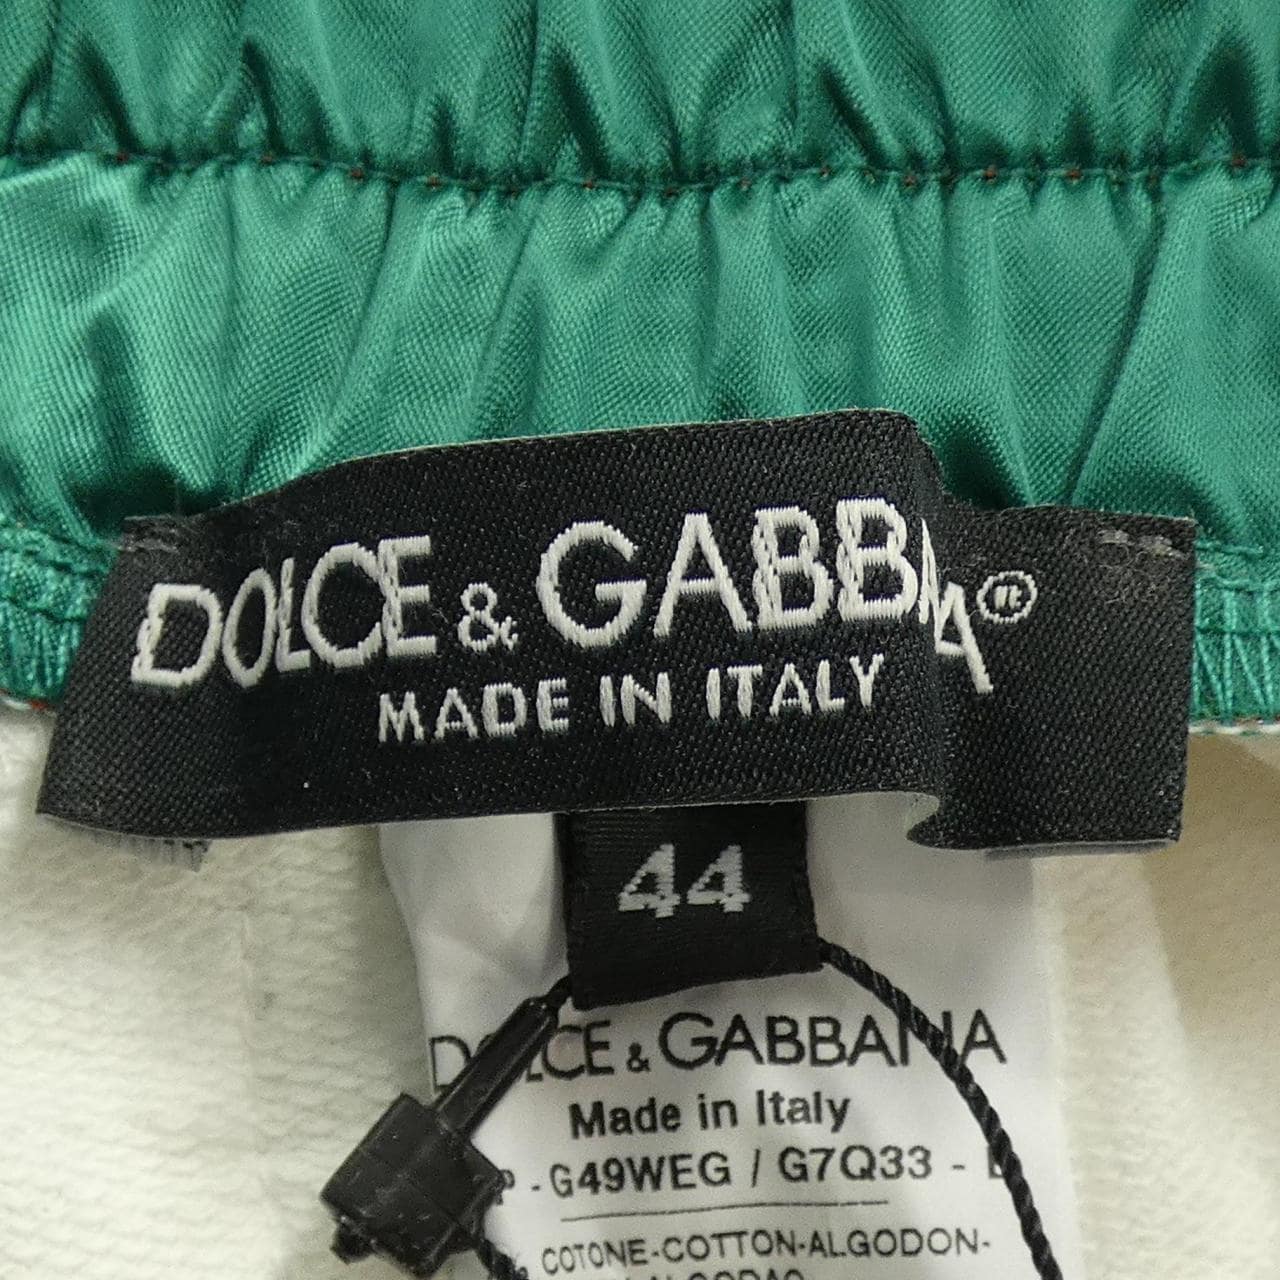 DOLCE & GABBANA®
MADE IN ITALY
44
DOLCE & GABBANA
Made in Italy
P - G49WEG / G7Q33 -
% COTONE-COTTON-ALGODON-